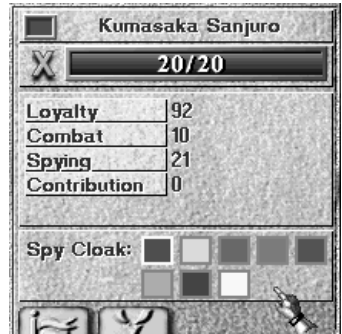 Kumasaka Sanjuro
20/20
Loyalty 92
Combat 10
Spying 21
Contribution 0
Spy Cloak: